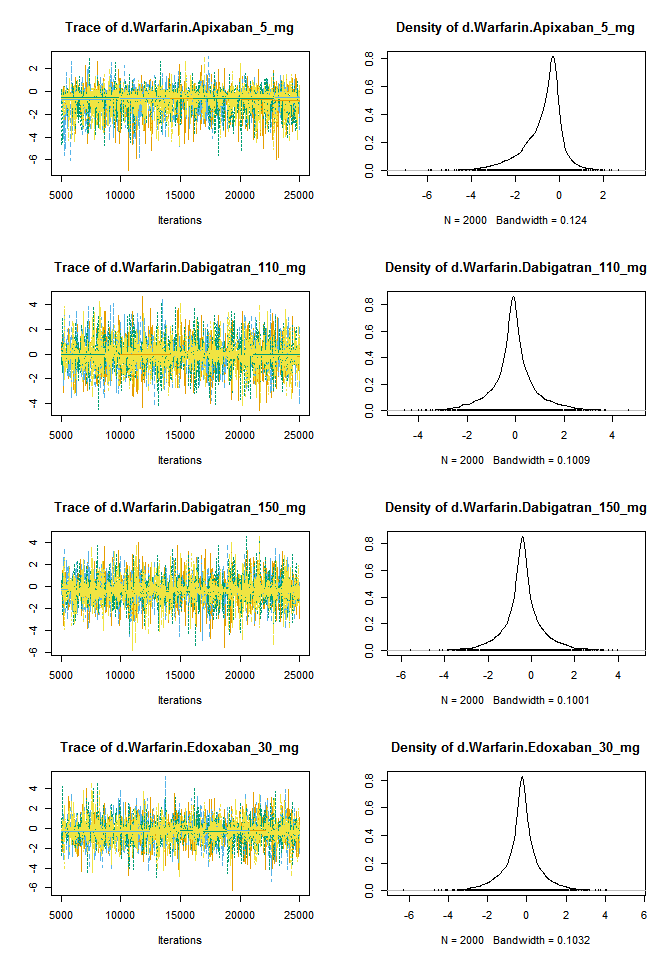 Trace of d.Warfarin.Apixaban_5_mg
2
0
-2
-4
-6
5000 10000 15000 20000 25000
Iterations
Density of d.Warfarin.Apixaban_5_mg
0.8
0.6
0.4
0.2
0.0
-6 -4 -2 0 2
N = 2000 Bandwidth = 0.124
Trace of d.Warfarin.Dabigatran_110_mg
4
2
0
-2
-4
5000 10000 15000 20000 25000
Iterations
Density of d.Warfarin.Dabigatran_110_mg
0.8
0.6
0.4
0.2
0.0
-4 -2 0 2 4
N = 2000 Bandwidth = 0.1009
Trace of d.Warfarin.Dabigatran_150_mg
4
2
0
-2
-4
-6
5000 10000 15000 20000 25000
Iterations
Density of d.Warfarin.Dabigatran_150_mg
0.8
0.6
0.4
0.2
0.0
-6 -4 -2 0 2 4
N = 2000 Bandwidth = 0.1001
Trace of d.Warfarin.Edoxaban_30_mg
4
2
0
-2
-4
-6
5000 10000 15000 20000 25000
Iterations
Density of d.Warfarin.Edoxaban_30_mg
0.8
0.6
0.4
0.2
0.0
-6 -4 -2 0 2 4 6
N = 2000 Bandwidth = 0.1032